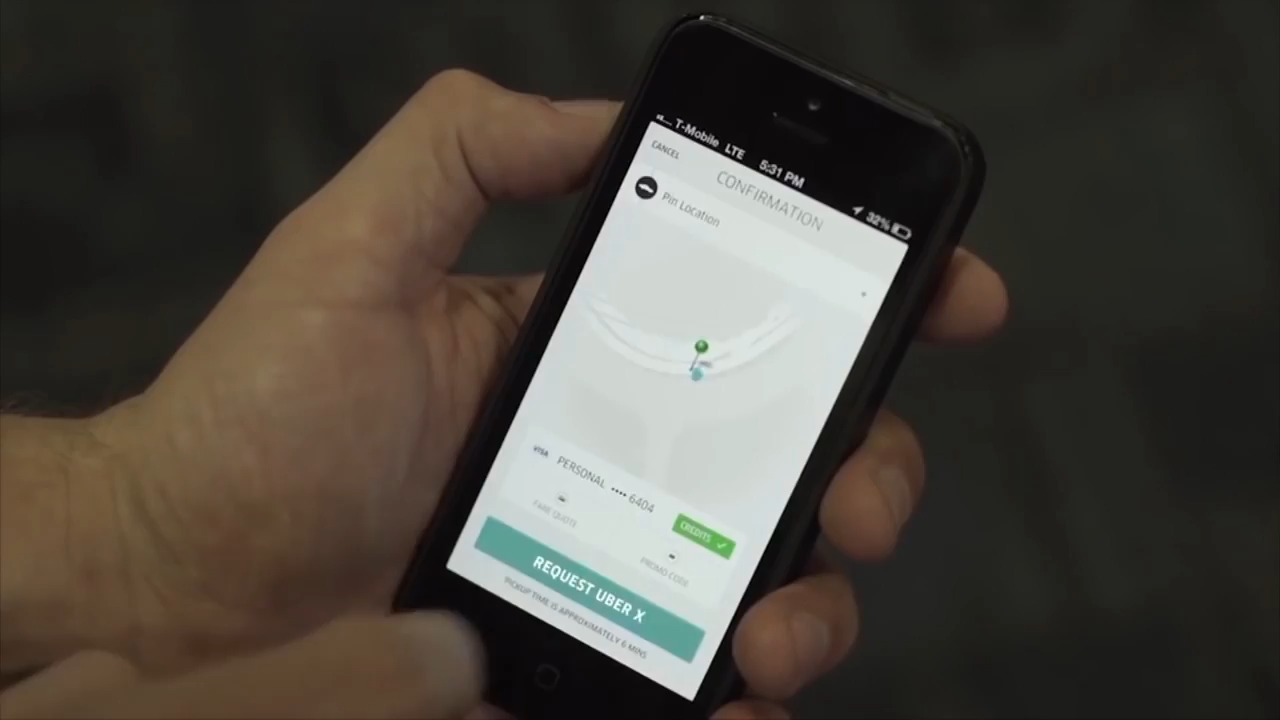 T-Mobile LTE 5:31 PM 32%
CANCEL
CONFIRMATION
Pin Location
VISA PERSONAL •••• 6404
CREDITS ✓
FARE QUOTE
PROMO CODE
REQUEST UBER X
PICKUP TIME IS APPROXIMATELY 6 MINS